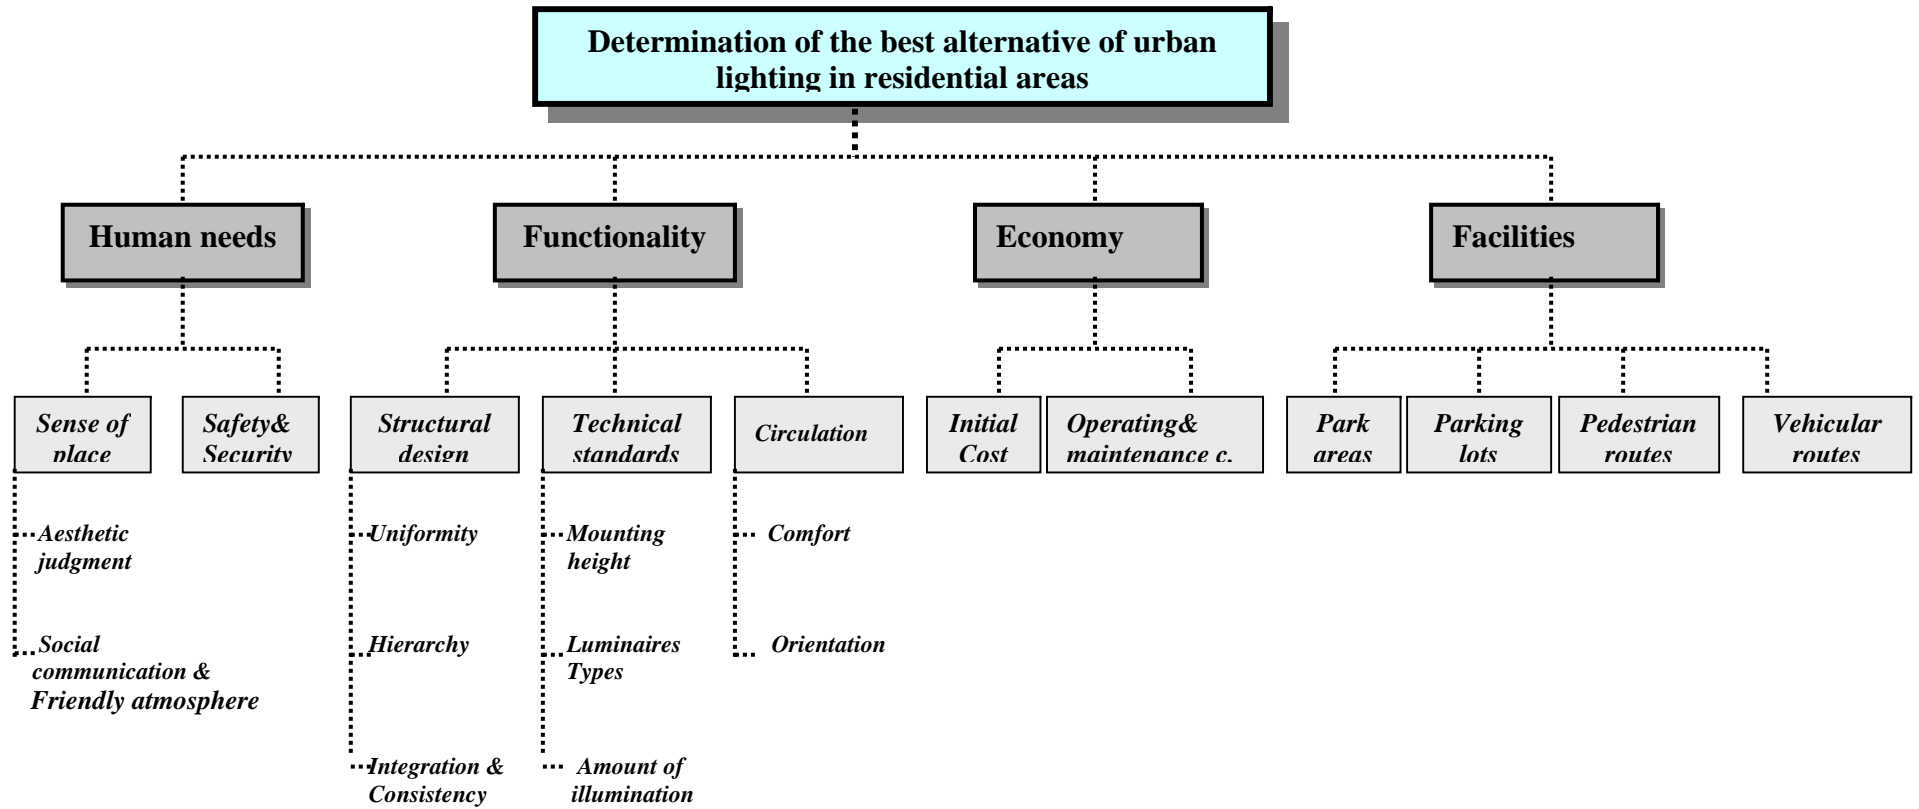 Determination of the best alternative of urban
lighting in residential areas
Human needs
Functionality
Economy
Facilities
Sense of
place
Safety&
Security
Structural
design
Technical
standards
Circulation
Initial
Cost
Operating&
maintenance c.
Park
areas
Parking
lots
Pedestrian
routes
Vehicular
routes
Aesthetic
judgment
Social
communication &
Friendly atmosphere
Uniformity
Hierarchy
Integration &
Consistency
Mounting
height
Luminaires
Types
Amount of
illumination
Comfort
Orientation